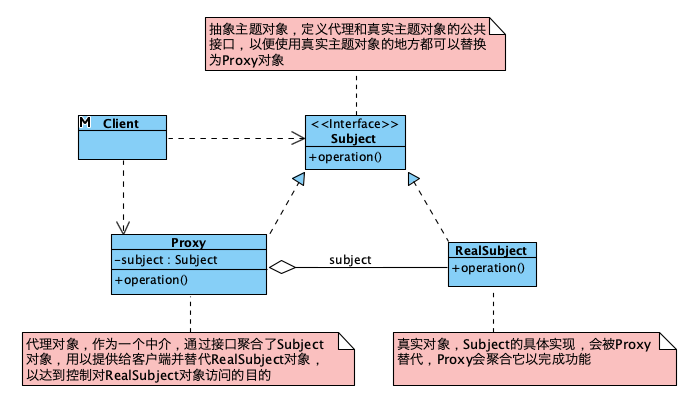 抽象主题对象，定义代理和真实主题对象的公共
接口，以便使用真实主题对象的地方都可以替换
为Proxy对象
M Client
<<Interface>>
Subject
+operation()
Proxy
-subject : Subject
+operation()
subject
RealSubject
+operation()
代理对象，作为一个中介，通过接口聚合了Subject
对象，用以提供给客户端并替代RealSubject对象，
以达到控制对RealSubject对象访问的目的
真实对象，Subject的具体实现，会被Proxy
替代，Proxy会聚合它以完成功能